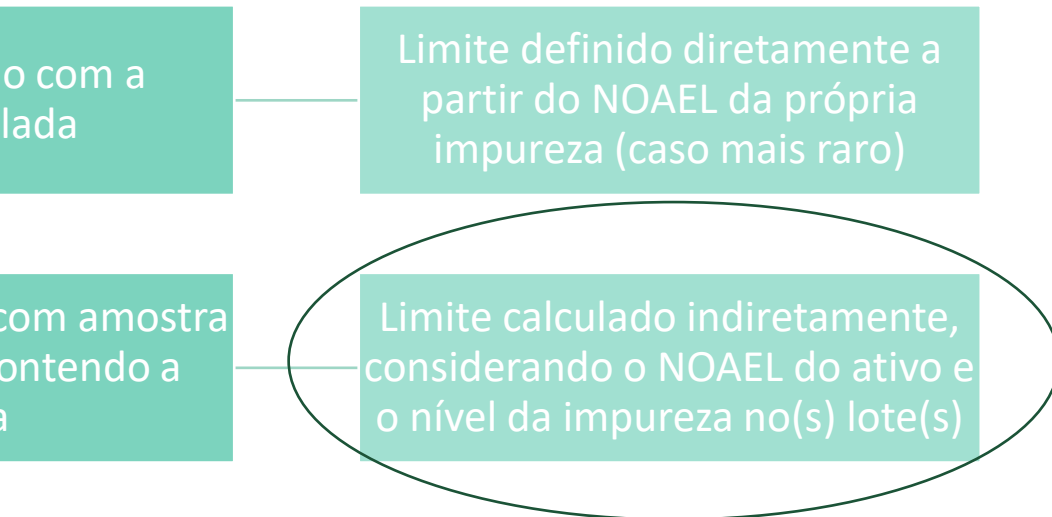 o com a
lada
Limite definido diretamente a
partir do NOAEL da própria
impureza (caso mais raro)
com amostra
ontendo a
a
Limite calculado indiretamente,
considerando o NOAEL do ativo e
o nível da impureza no(s) lote(s)